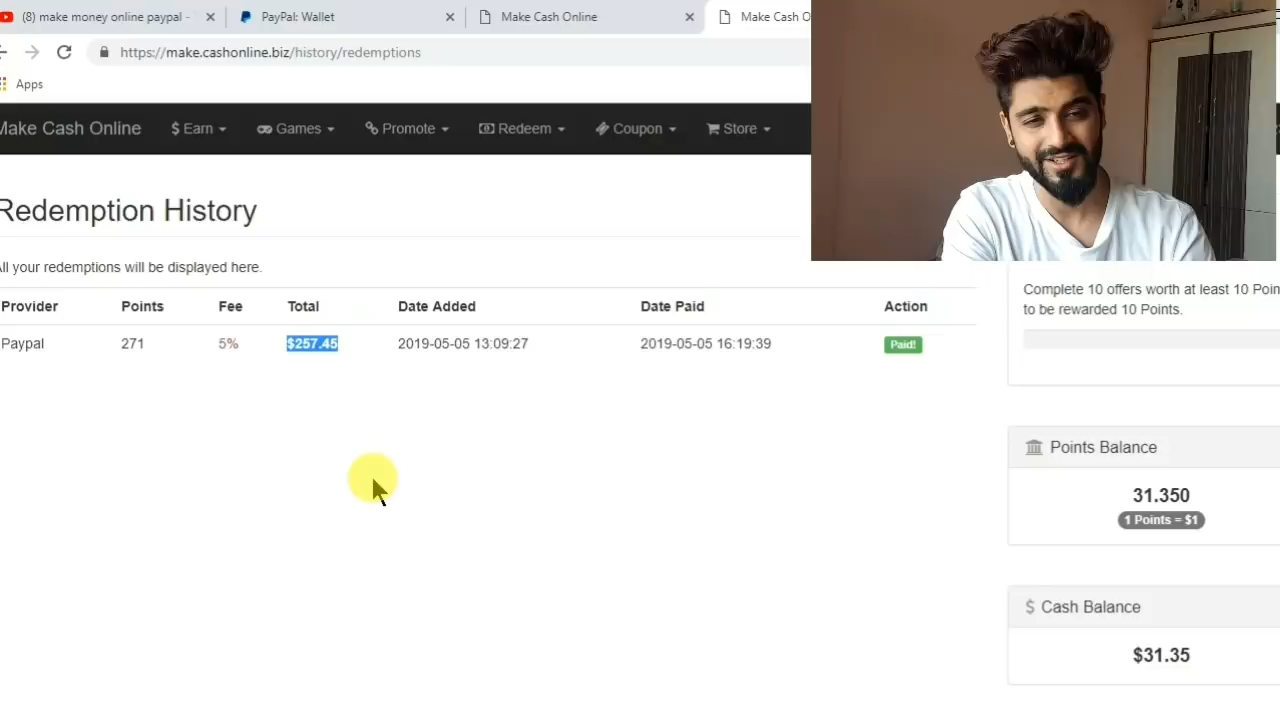 (8) make money online paypal -
PayPal: Wallet
Make Cash Online
Make Cash O
https://make.cashonline.biz/history/redemptions
Apps
Make Cash Online
$ Earn
Games
Promote
Redeem
Coupon
Store
Redemption History
All your redemptions will be displayed here.
Provider Points Fee Total Date Added Date Paid Action
Paypal 271 5% $257.45 2019-05-05 13:09:27 2019-05-05 16:19:39 Paid!
Complete 10 offers worth at least 10 Poin
to be rewarded 10 Points.
Points Balance
31.350
1 Points = $1
$ Cash Balance
$31.35